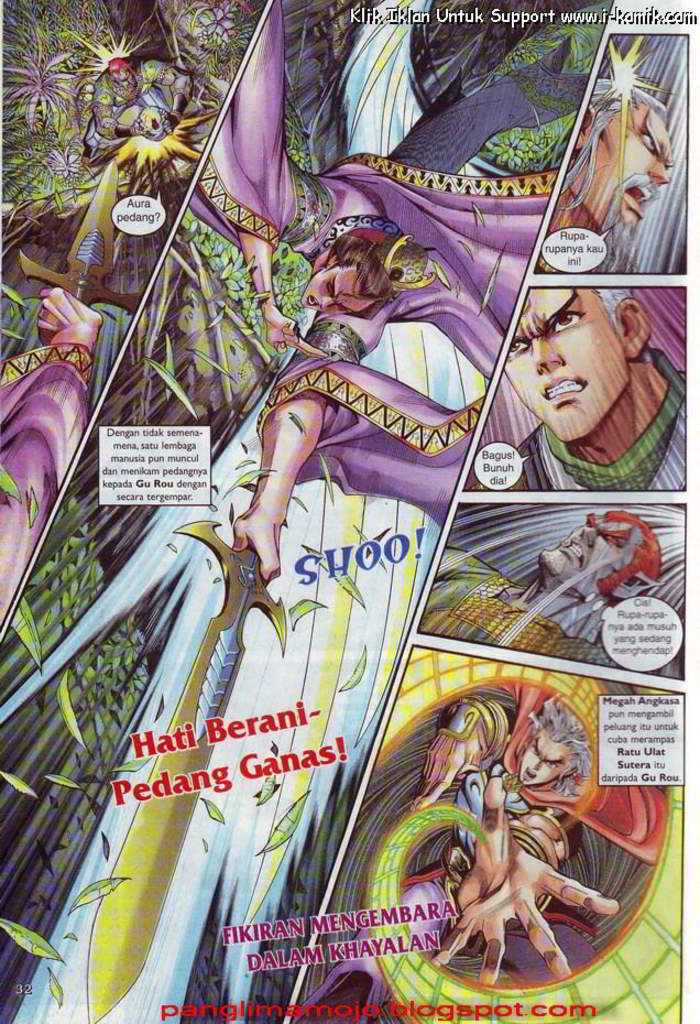 Klik Iklan Untuk Support www.i-komik.com
Aura
pedang?
Dengan tidak semena-
mena, satu lembaga
manusia pun muncul
dan menikam pedangnya
kepada Gu Rou dengan
secara tergempar.
SHOO!
Hati Berani-
Pedang Ganas!
Rupa-
rupanya kau
ini!
Bagus!
Bunuh
dia!
Cis!
Rupa-rupa-
nya ada musuh
yang sedang
menghendap!
Megah Angkasa
pun mengambil
peluang itu untuk
cuba merampas
Ratu Ulat
Sutera itu
daripada Gu Rou.
FIKIRAN MENGEMBARA
DALAM KHAYALAN
32
panglimamojo.blogspot.com